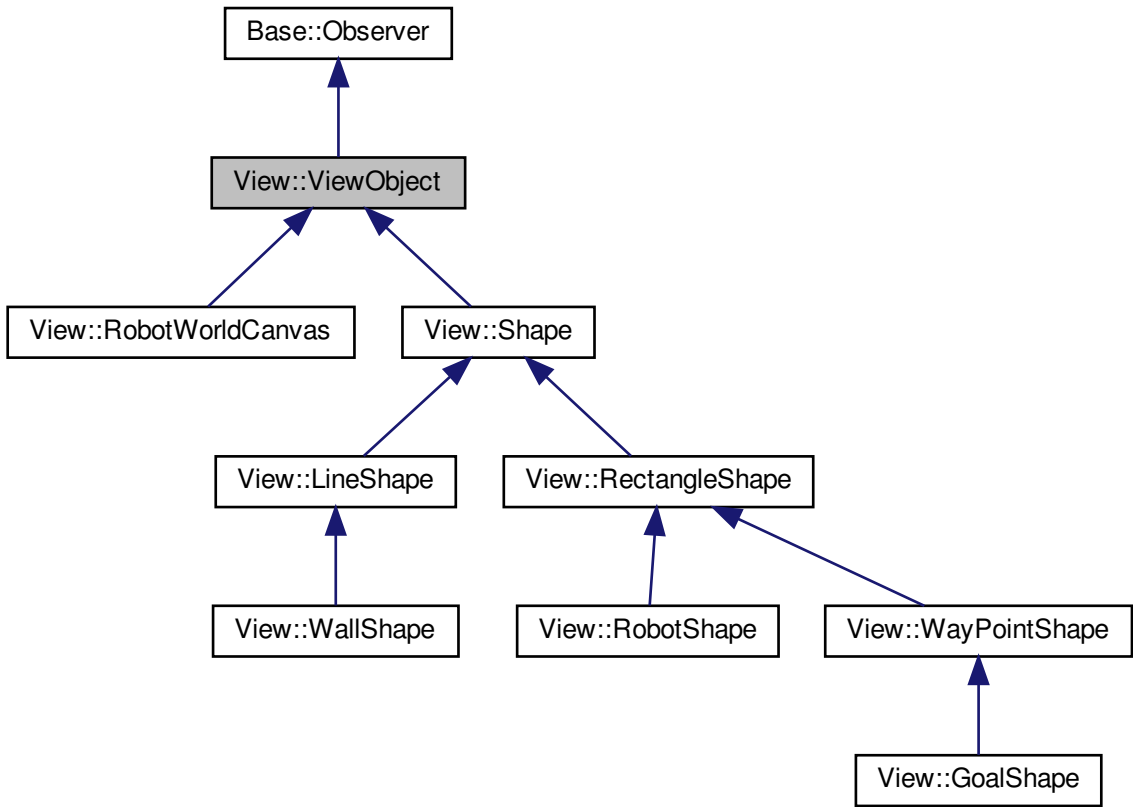 Base::Observer
View::ViewObject
View::RobotWorldCanvas
View::Shape
View::LineShape
View::RectangleShape
View::WallShape
View::RobotShape
View::WayPointShape
View::GoalShape